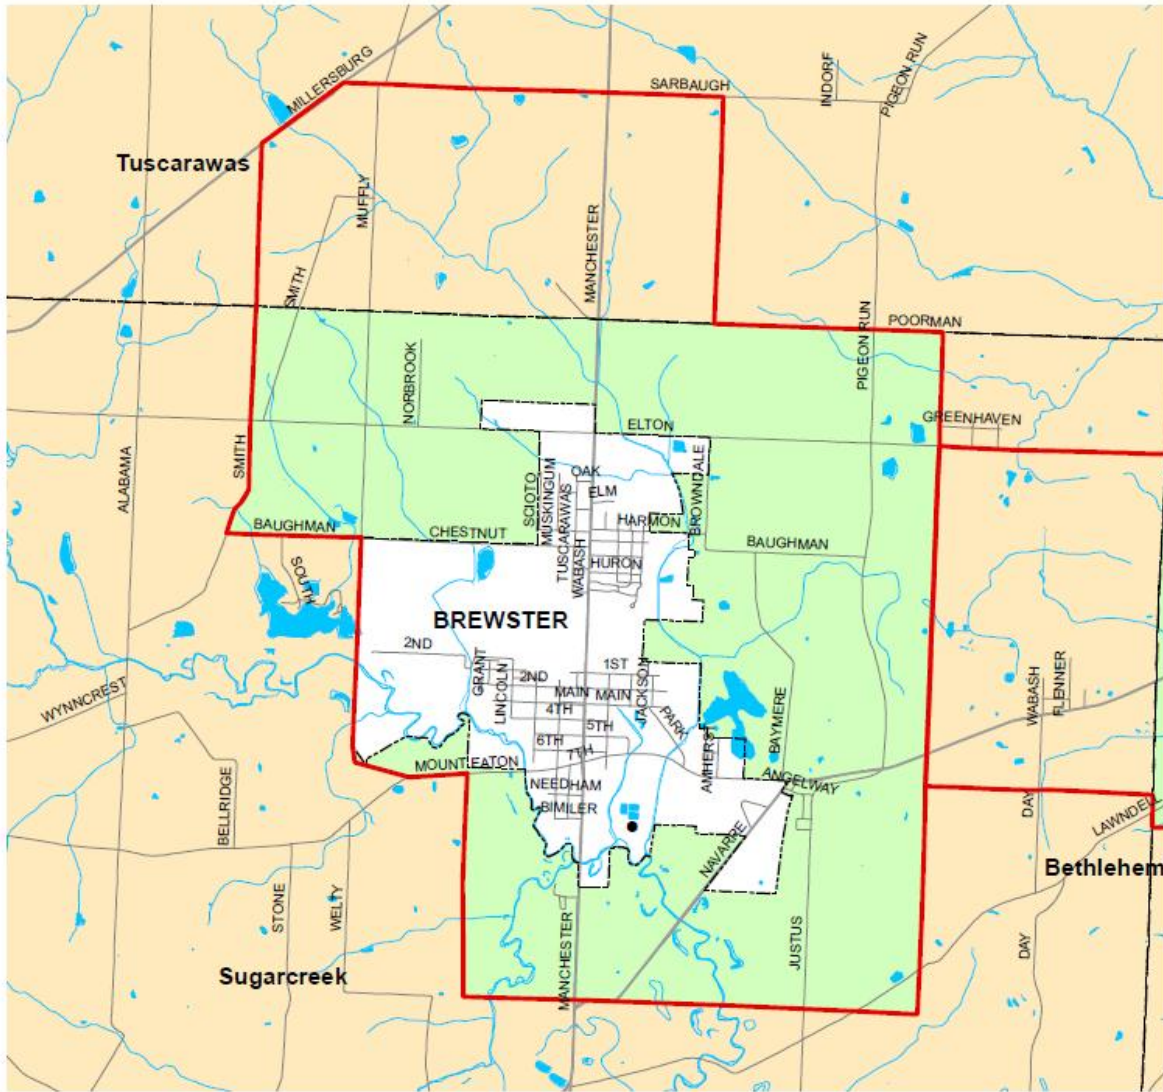 MILLERSBURG
SARBAUGH
INDORF
PIGEON RUN
Tuscarawas
MUFFLY
MANCHESTER
SMITH
POORMAN
PIGEON RUN
NORBROOK
GREENHAVEN
ELTON
SMITH
ALABAMA
OAK
ELM
SCIOTO
MUSKINGUM
TUSCARAWAS
WABASH
BROWNDALE
HARMON
BAUGHMAN
CHESTNUT
BAUGHMAN
HURON
SOUTH
BREWSTER
2ND
GRANT
LINCOLN
1ST
2ND
MAIN
MAIN
JACKSON
4TH
5TH
PARK
6TH
7TH
WYNNCREST
WABASH
FLENNER
BAYMERE
AMHERST
MOUNT EATON
ANGELWAY
NEEDHAM
BIMILER
BELLRIDGE
NAVARRE
DAY
LAWNDELL
Bethlehem
STONE
WELTY
JUSTUS
DAY
MANCHESTER
Sugarcreek